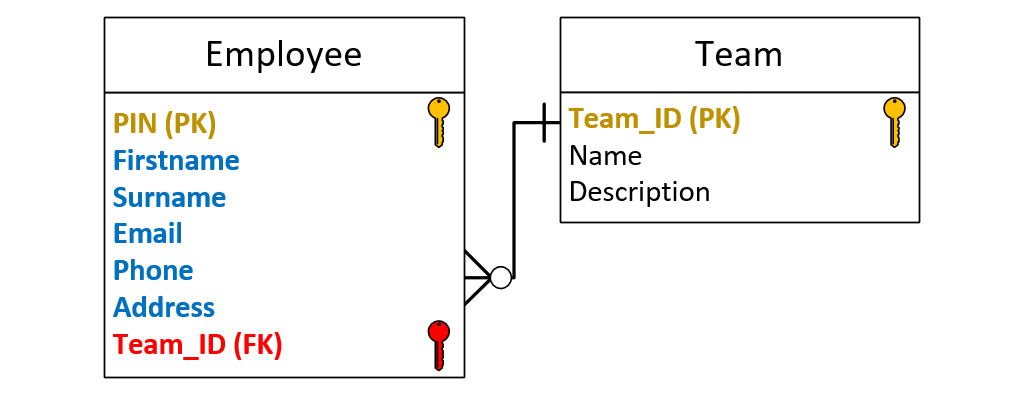 Employee
PIN (PK)
Firstname
Surname
Email
Phone
Address
Team_ID (FK)
Team
Team_ID (PK)
Name
Description